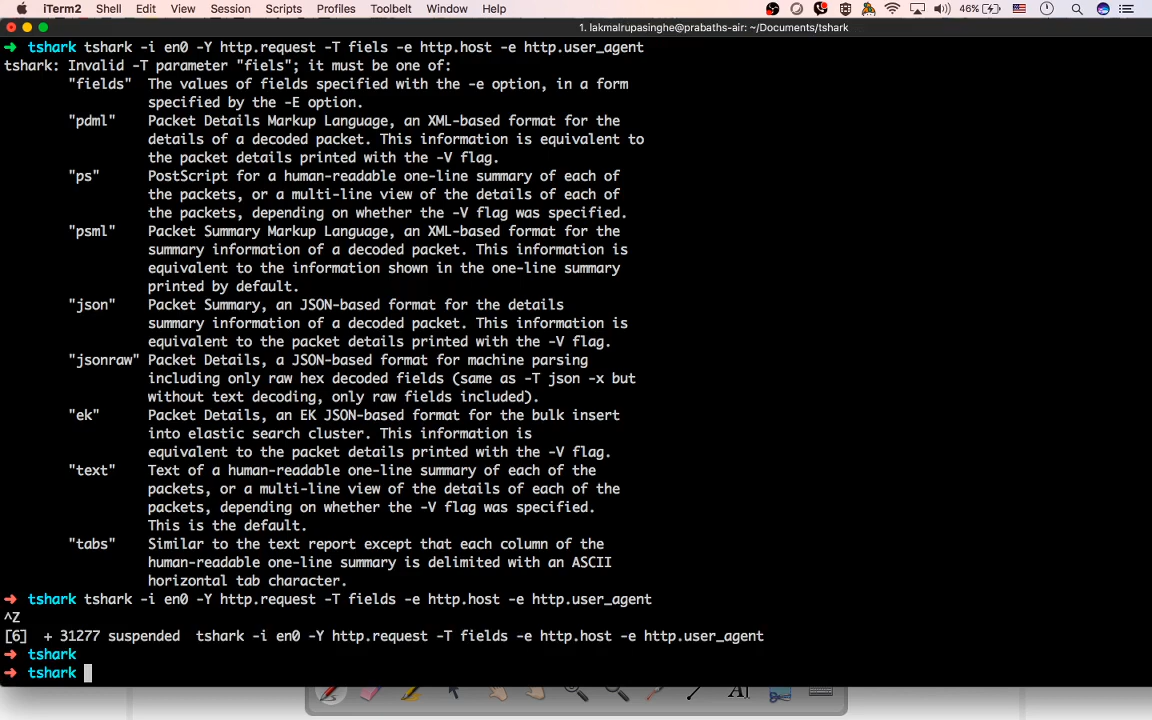 iTerm2 Shell Edit View Session Scripts Profiles Toolbelt Window Help 46%
1. lakmalrupasinghe@prabaths-air: ~/Documents/tshark
➜ tshark tshark -i en0 -Y http.request -T fiels -e http.host -e http.user_agent
tshark: Invalid -T parameter "fiels"; it must be one of:
"fields" The values of fields specified with the -e option, in a form
specified by the -E option.
"pdml" Packet Details Markup Language, an XML-based format for the
details of a decoded packet. This information is equivalent to
the packet details printed with the -V flag.
"ps" PostScript for a human-readable one-line summary of each of
the packets, or a multi-line view of the details of each of
the packets, depending on whether the -V flag was specified.
"psml" Packet Summary Markup Language, an XML-based format for the
summary information of a decoded packet. This information is
equivalent to the information shown in the one-line summary
printed by default.
"json" Packet Summary, an JSON-based format for the details
summary information of a decoded packet. This information is
equivalent to the packet details printed with the -V flag.
"jsonraw" Packet Details, a JSON-based format for machine parsing
including only raw hex decoded fields (same as -T json -x but
without text decoding, only raw fields included).
"ek" Packet Details, an EK JSON-based format for the bulk insert
into elastic search cluster. This information is
equivalent to the packet details printed with the -V flag.
"text" Text of a human-readable one-line summary of each of the
packets, or a multi-line view of the details of each of the
packets, depending on whether the -V flag was specified.
This is the default.
"tabs" Similar to the text report except that each column of the
human-readable one-line summary is delimited with an ASCII
horizontal tab character.
➜ tshark tshark -i en0 -Y http.request -T fields -e http.host -e http.user_agent
^Z
[6] + 31277 suspended tshark -i en0 -Y http.request -T fields -e http.host -e http.user_agent
➜ tshark
➜ tshark